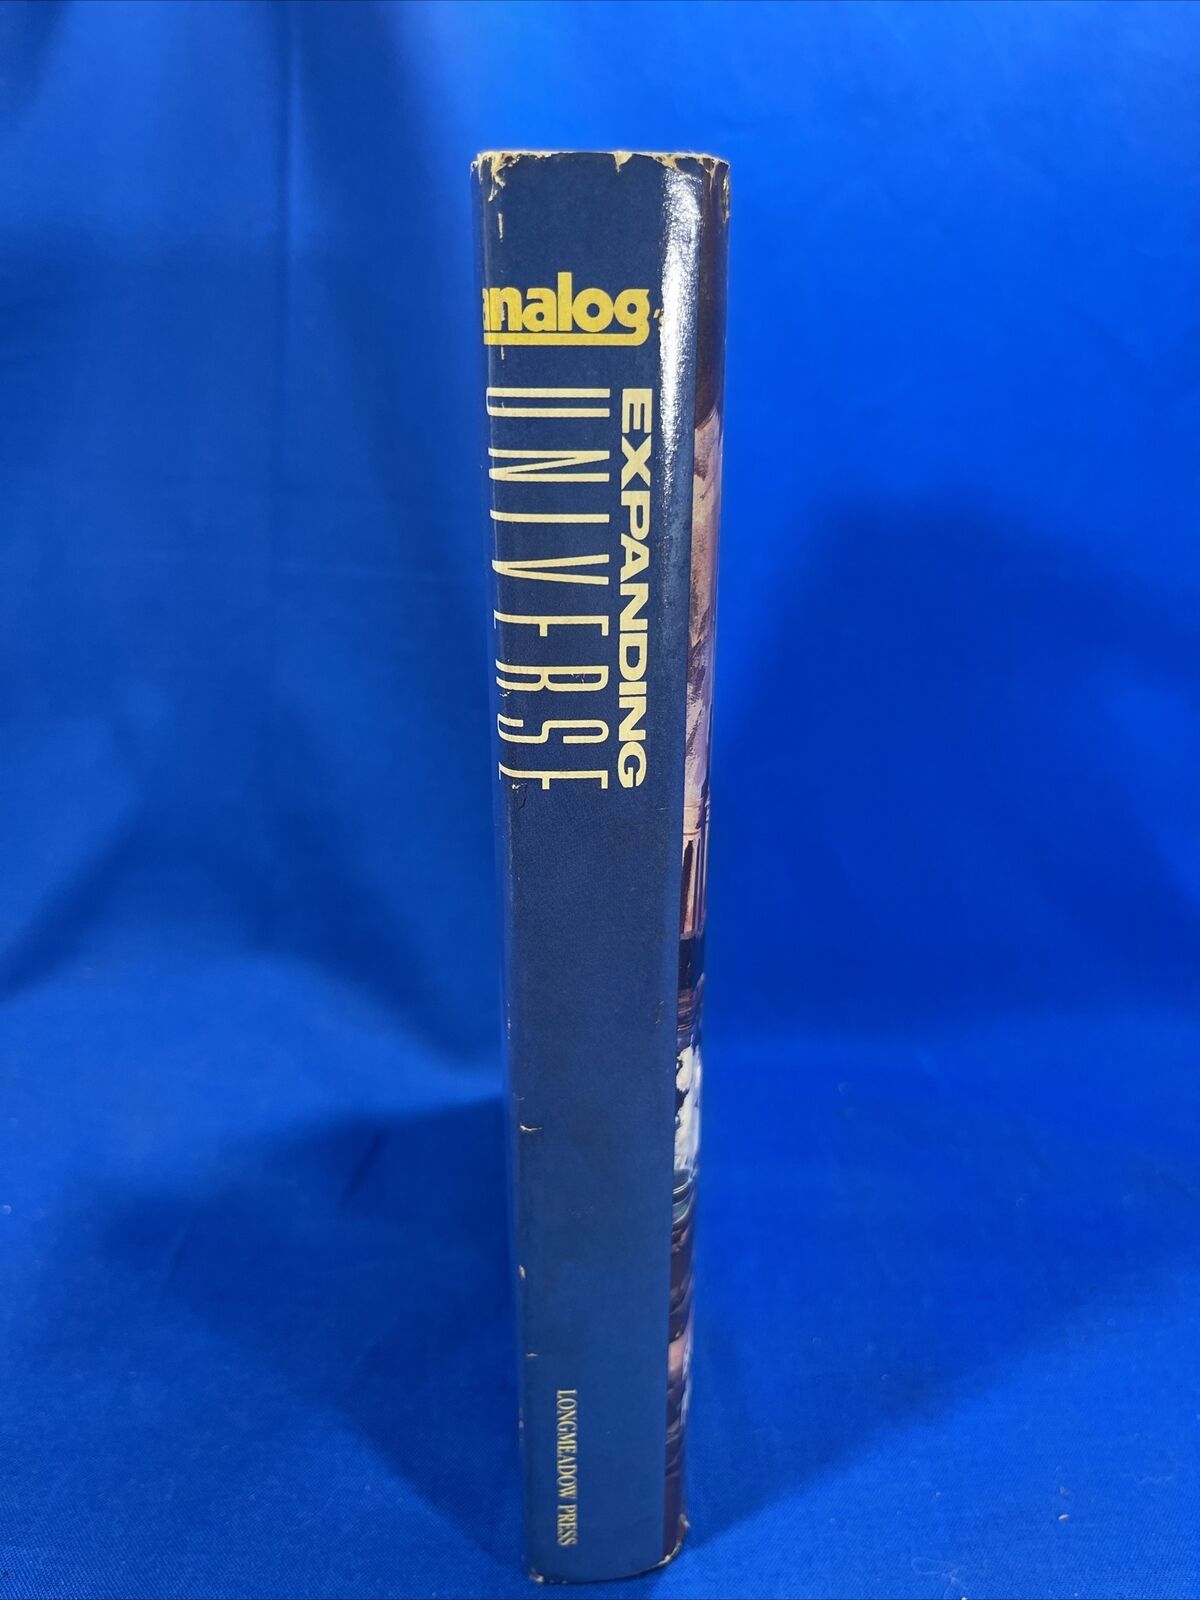 analog's
EXPANDING
UNIVERSE
LONGMEADOW PRESS